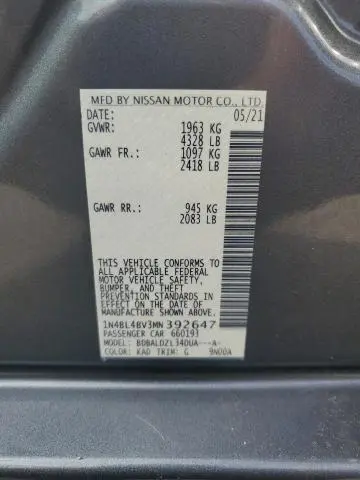 MFD BY NISSAN MOTOR CO., LTD.
DATE: 05/21
GVWR: 1963 KG
4328 LB
GAWR FR: 1097 KG
2418 LB
GAWR RR: 945 KG
2083 LB
THIS VEHICLE CONFORMS TO
ALL APPLICABLE FEDERAL
MOTOR VEHICLE SAFETY,
BUMPER, AND THEFT
PREVENTION STANDARDS IN
EFFECT ON THE DATE OF
MANUFACTURE SHOWN ABOVE.
1N4BL4BV3MN392647
PASSENGER CAR 660193
MODEL: BDBALDZL34DUA---A-
COLOR: KAD TRIM: G 9N00A